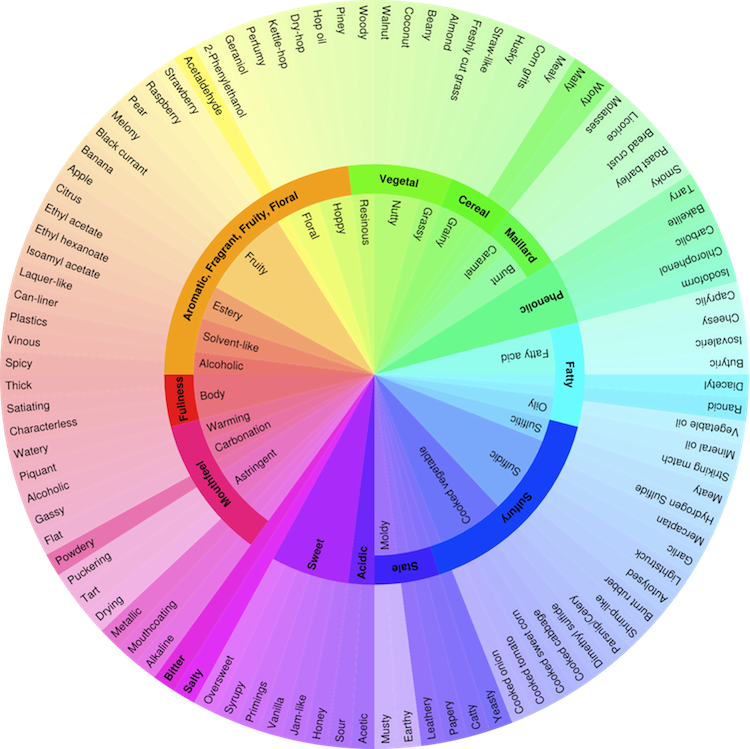 Walnut
Coconut
Beany
Almond
Freshly cut grass
Straw-like
Husky
Corn grits
Mealy
Malty
Worty
Molasses
Licorice
Bread crust
Roast barley
Smoky
Tarry
Bakelite
Carbolic
Chlorophenol
Isodoform
Caprylic
Cheesy
Isovaleric
Butyric
Diacetyl
Rancid
Vegetable oil
Mineral oil
Striking match
Meaty
Hydrogen Sulfide
Mercaptan
Garlic
Lightstruck
Autolysed
Burnt rubber
Shrimp-like
Parsnip/Celery
Dimethyl sulfide
Cooked cabbage
Cooked sweet corn
Cooked tomato
Cooked onion
Yeasty
Catty
Papery
Leathery
Earthy
Musty
Acetic
Sour
Honey
Jam-like
Vanilla
Primings
Syrupy
Oversweet
Salty
Bitter
Alkaline
Mouthcoating
Metallic
Drying
Tart
Puckering
Powdery
Flat
Gassy
Alcoholic
Piquant
Watery
Characterless
Satiating
Thick
Spicy
Vinous
Plastics
Can-liner
Laquer-like
Isoamyl acetate
Ethyl hexanoate
Ethyl acetate
Citrus
Apple
Banana
Black currant
Melony
Pear
Raspberry
Strawberry
Acetaldehyde
2-Phenylethanol
Geraniol
Perfumy
Kettle-hop
Dry-hop
Hop oil
Piney
Woody
Aromatic, Fragrant, Fruity, Floral
Vegetal
Cereal
Maillard
Phenolic
Fatty
Sulfury
Stale
Acidic
Sweet
Mouthfeel
Fullness
Fruity
Floral
Hoppy
Resinous
Nutty
Grassy
Grainy
Caramel
Burnt
Fatty acid
Oily
Sulfitic
Sulfidic
Cooked vegetable
Moldy
Astringent
Carbonation
Warming
Body
Alcoholic
Solvent-like
Estery